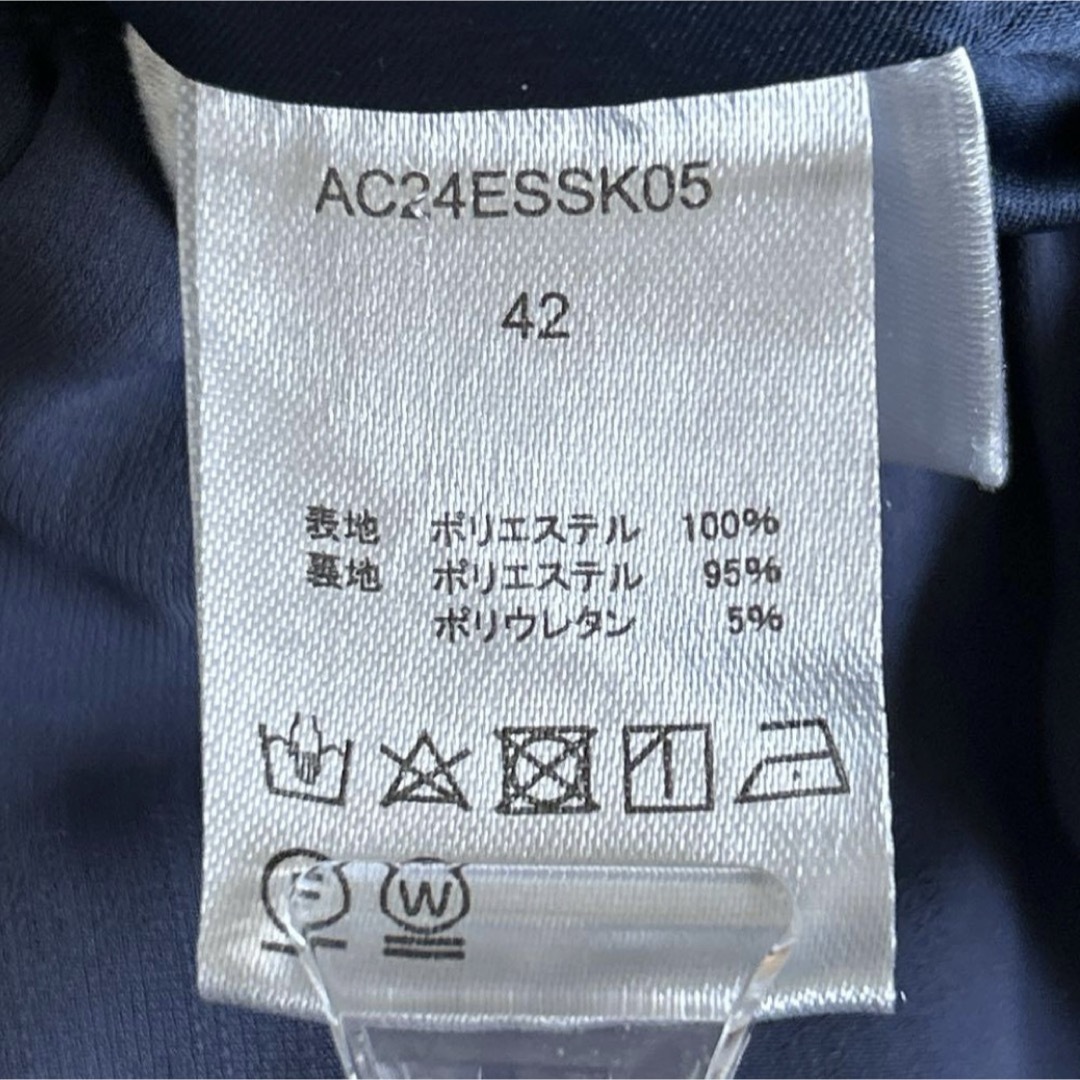 AC24ESSK05
42
表地 ポリエステル 100%
裏地 ポリエステル 95%
ポリウレタン 5%
F W